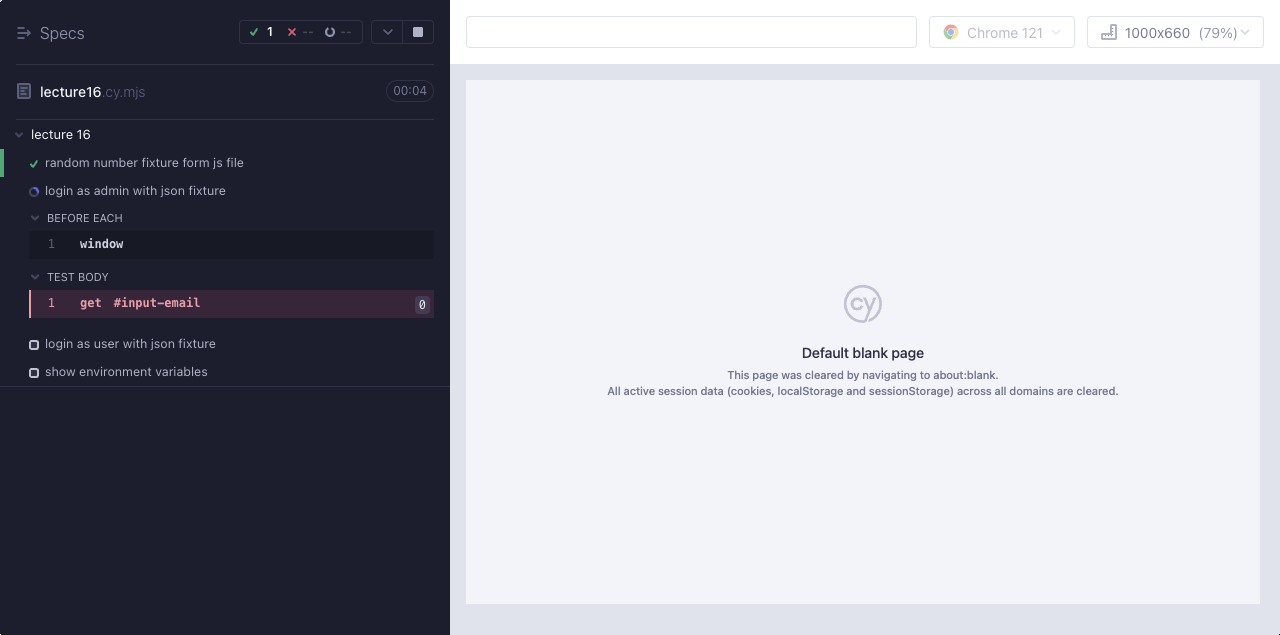 Specs
1 -- --
lecture16.cy.mjs 00:04
lecture 16
random number fixture form js file
login as admin with json fixture
BEFORE EACH
1 window
TEST BODY
1 get #input-email 0
login as user with json fixture
show environment variables
Chrome 121
1000x660 (79%)
cy
Default blank page
This page was cleared by navigating to about:blank.
All active session data (cookies, localStorage and sessionStorage) across all domains are cleared.